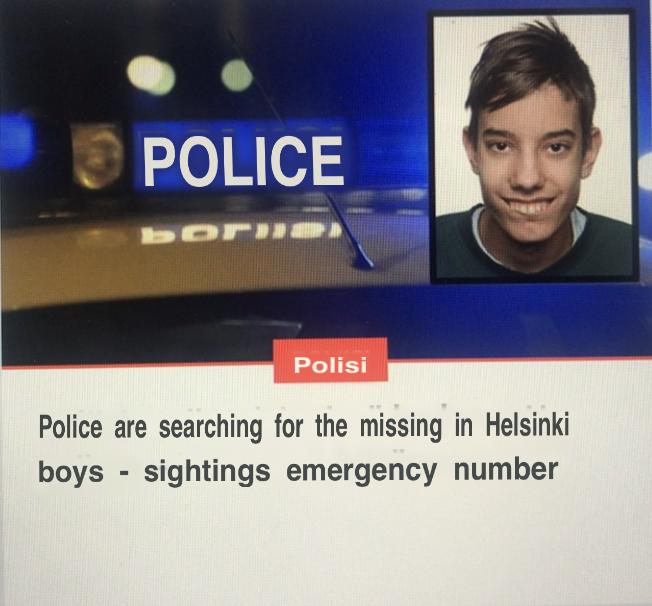 POLICE
Polisi
Police are searching for the missing in Helsinki
boys - sightings emergency number